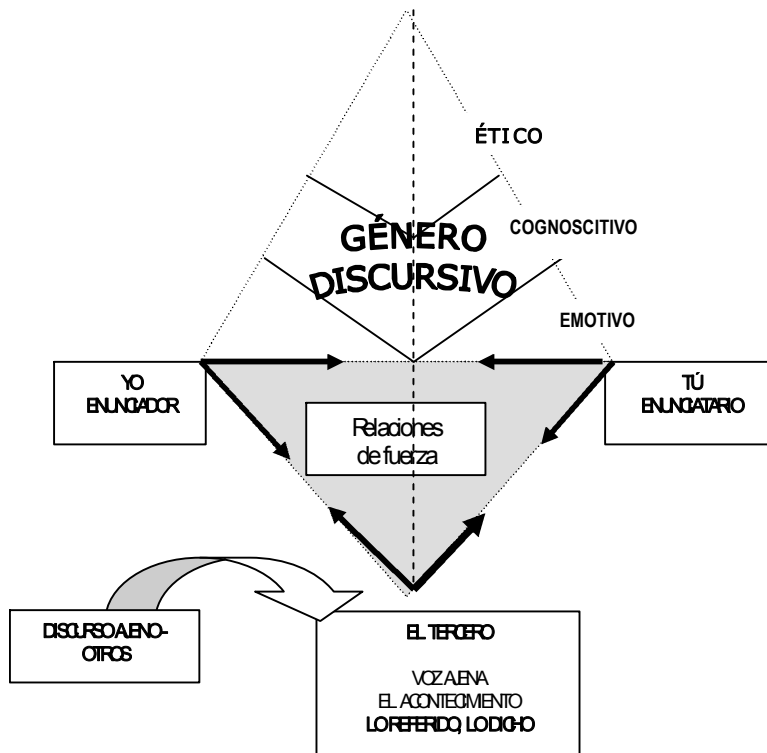 ÉTICO
GÉNERO
DISCURSIVO
COGNOSCITIVO
EMOTIVO
YO
ENUNCIADOR
TÚ
ENUNCIATARIO
Relaciones
de fuerza
DISCURSO AJENO-
OTROS
EL TERCERO
VOZ AJENA
EL ACONTECIMIENTO
LO REFERIDO, LO DICHO